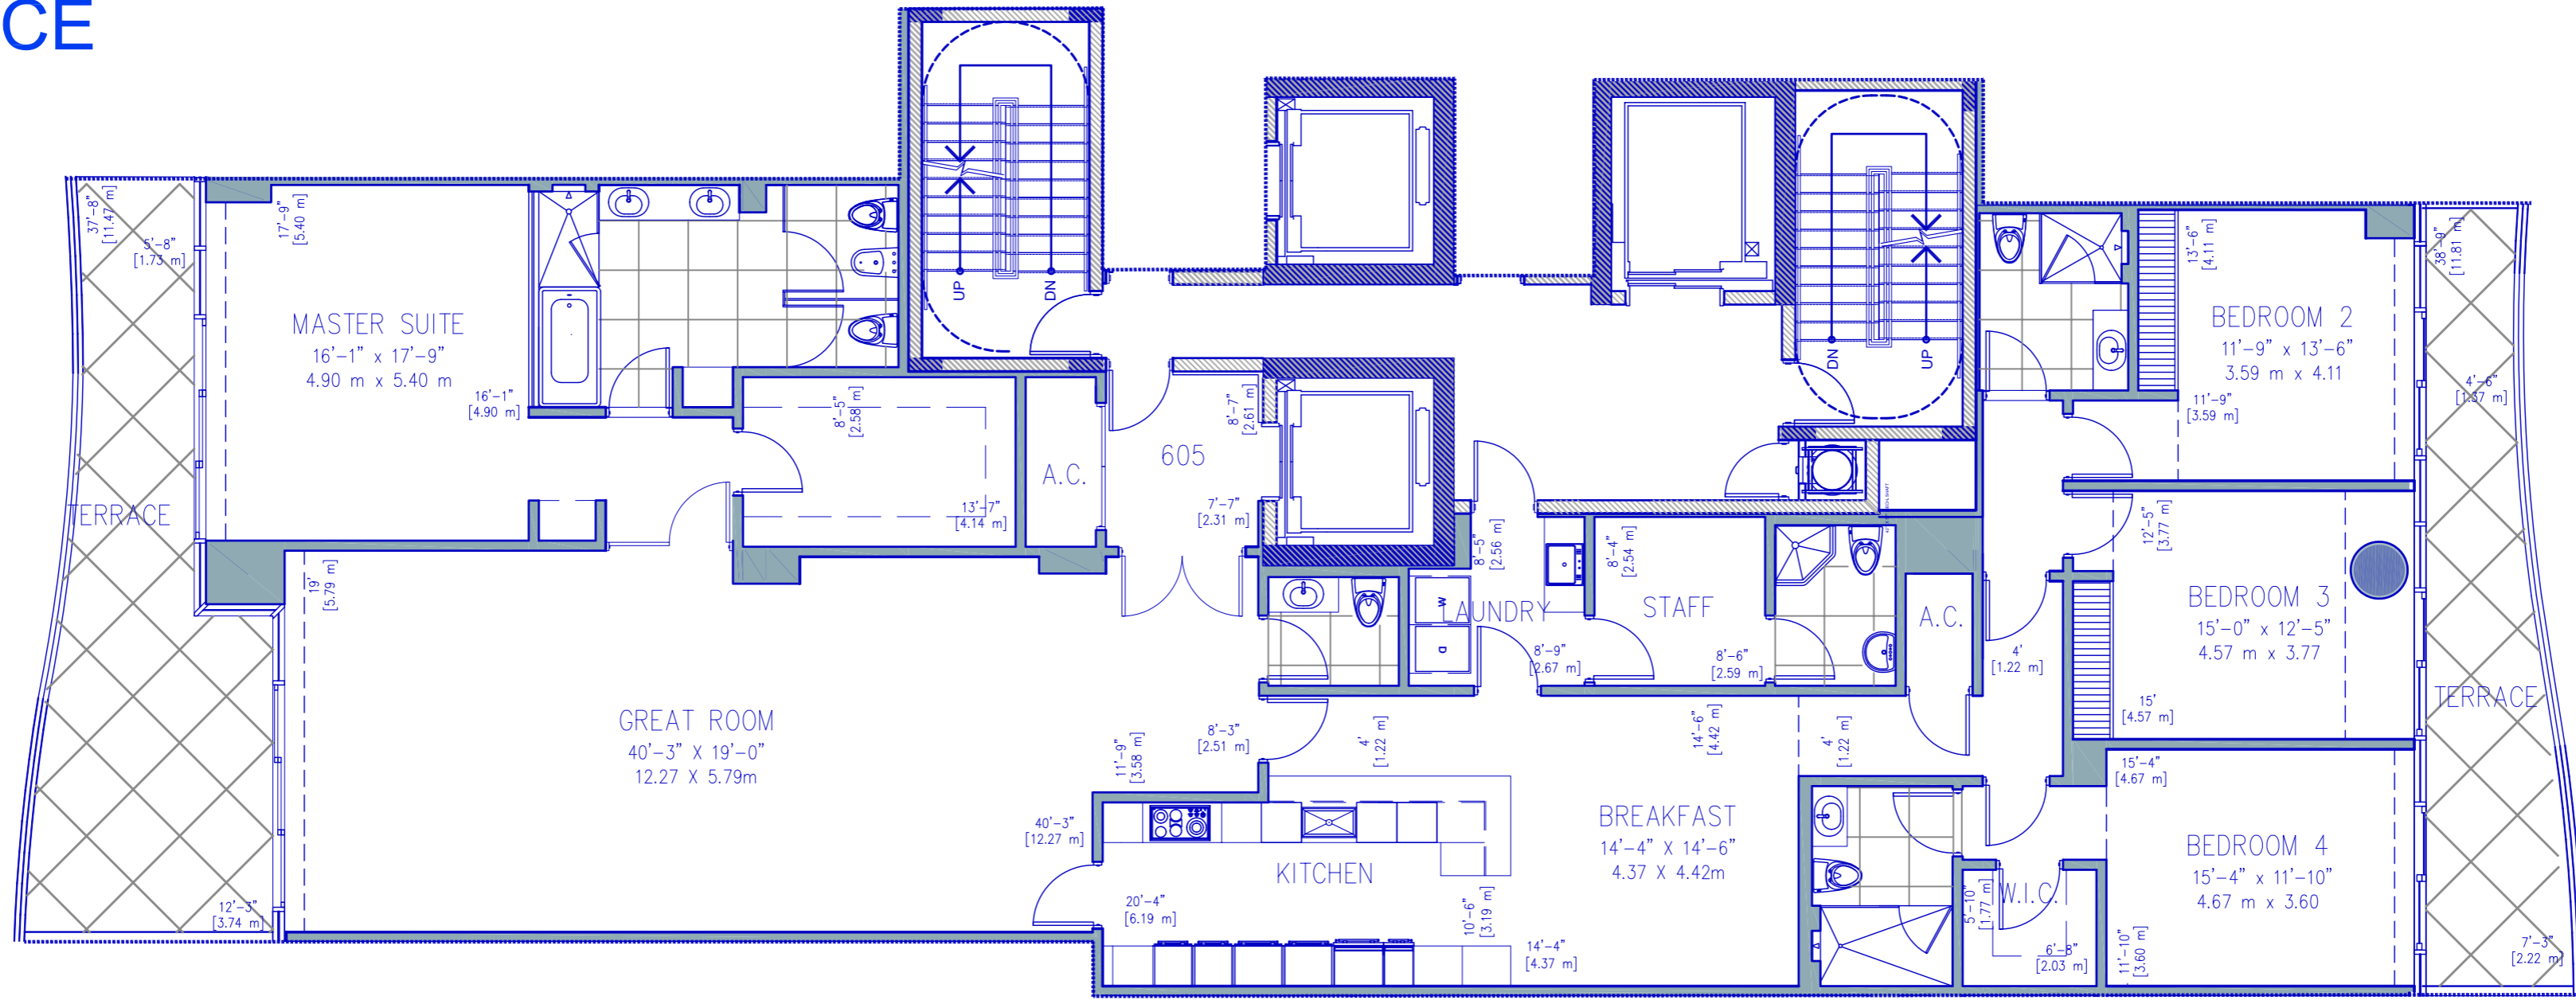 CE
37'-8"
[11.47 m]
5'-8"
[1.73 m]
17'-9"
[5.40 m]
MASTER SUITE
16'-1" x 17'-9"
4.90 m x 5.40 m
16'-1"
[4.90 m]
TERRACE
UP
DN
8'-5"
[2.58 m]
13'-7"
[4.14 m]
A.C.
8'-7"
[2.61 m]
605
7'-7"
[2.31 m]
DN
UP
13'-6"
[4.11 m]
BEDROOM 2
11'-9" x 13'-6"
3.59 m x 4.11
11'-9"
[3.59 m]
38'-9"
[11.81 m]
4'-6"
[1.37 m]
19'
[5.79 m]
GREAT ROOM
40'-3" X 19'-0"
12.27 X 5.79m
12'-3"
[3.74 m]
11'-9"
[3.58 m]
8'-3"
[2.51 m]
40'-3"
[12.27 m]
8'-5"
[2.56 m]
W
D
LAUNDRY
8'-9"
[2.67 m]
8'-4"
[2.54 m]
STAFF
8'-6"
[2.59 m]
A.C.
4'
[1.22 m]
12'-5"
[3.77 m]
BEDROOM 3
15'-0" x 12'-5"
4.57 m x 3.77
15'
[4.57 m]
TERRACE
4'
[1.22 m]
14'-6"
[4.42 m]
4'
[1.22 m]
BREAKFAST
14'-4" X 14'-6"
4.37 X 4.42m
KITCHEN
20'-4"
[6.19 m]
10'-6"
[3.19 m]
14'-4"
[4.37 m]
15'-4"
[4.67 m]
BEDROOM 4
15'-4" x 11'-10"
4.67 m x 3.60
W.I.C.
5'-10"
[1.77 m]
6'-8"
[2.03 m]
11'-10"
[3.60 m]
7'-3"
[2.22 m]